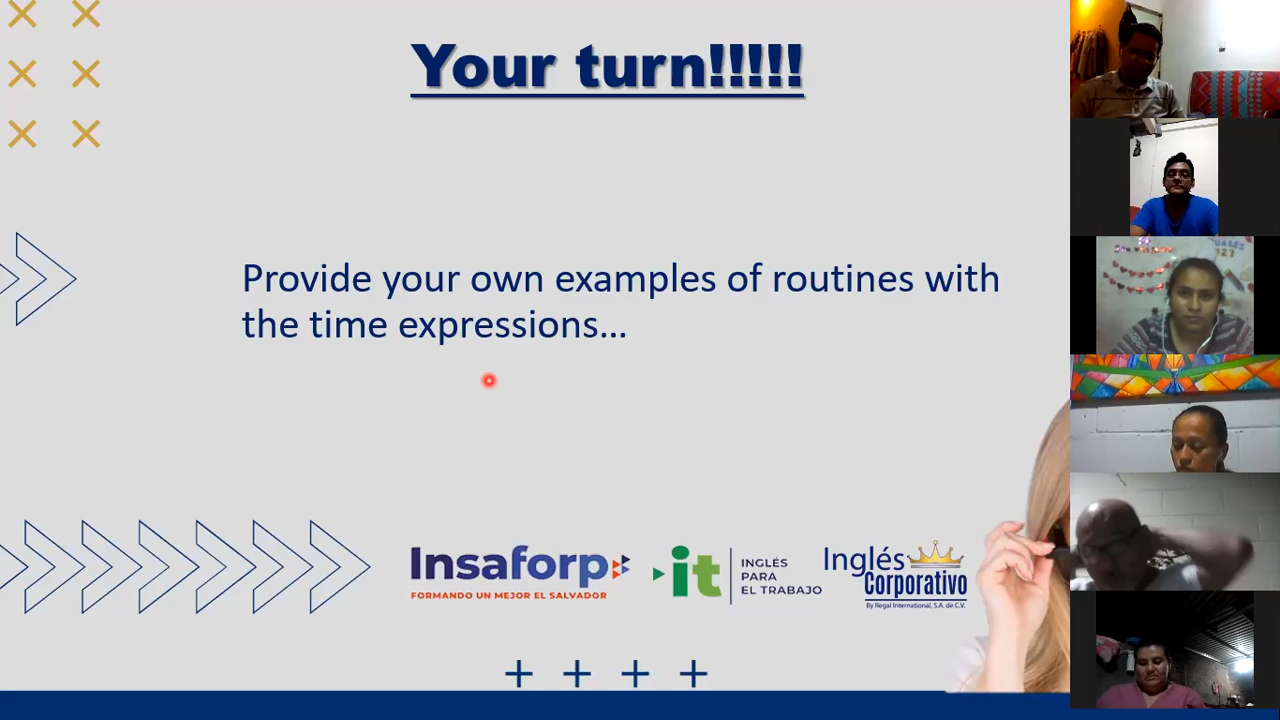 Your turn!!!!!
Provide your own examples of routines with
the time expressions...
Insaforp
FORMANDO UN MEJOR EL SALVADOR
it
INGLÉS
PARA
EL TRABAJO
Inglés
Corporativo
By Regal International, S.A. de C.V.